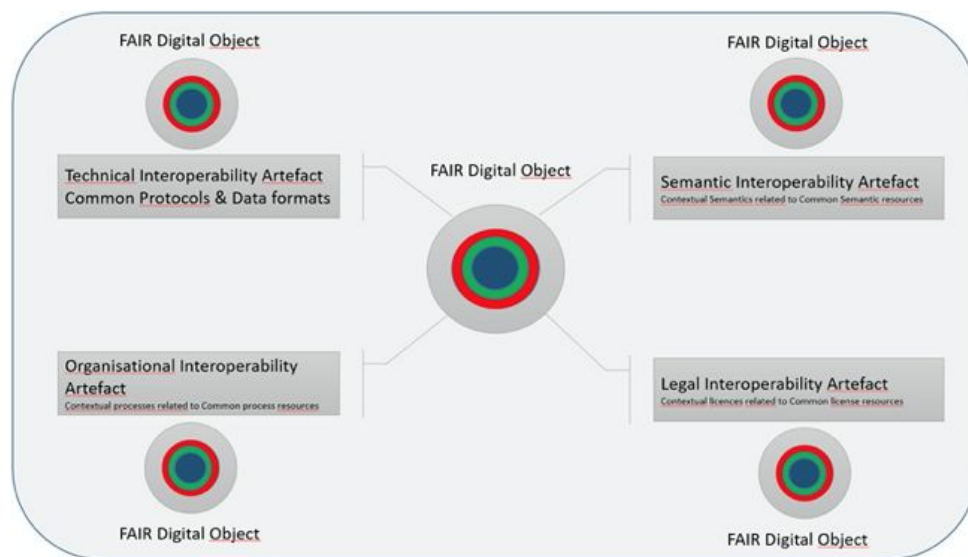 FAIR Digital Object
FAIR Digital Object
Technical Interoperability Artefact
Common Protocols & Data formats
FAIR Digital Object
Semantic Interoperability Artefact
Contextual Semantics related to Common Semantic resources
Organisational Interoperability
Artefact
Contextual processes related to Common process resources
Legal Interoperability Artefact
Contextual licences related to Common license resources
FAIR Digital Object
FAIR Digital Object